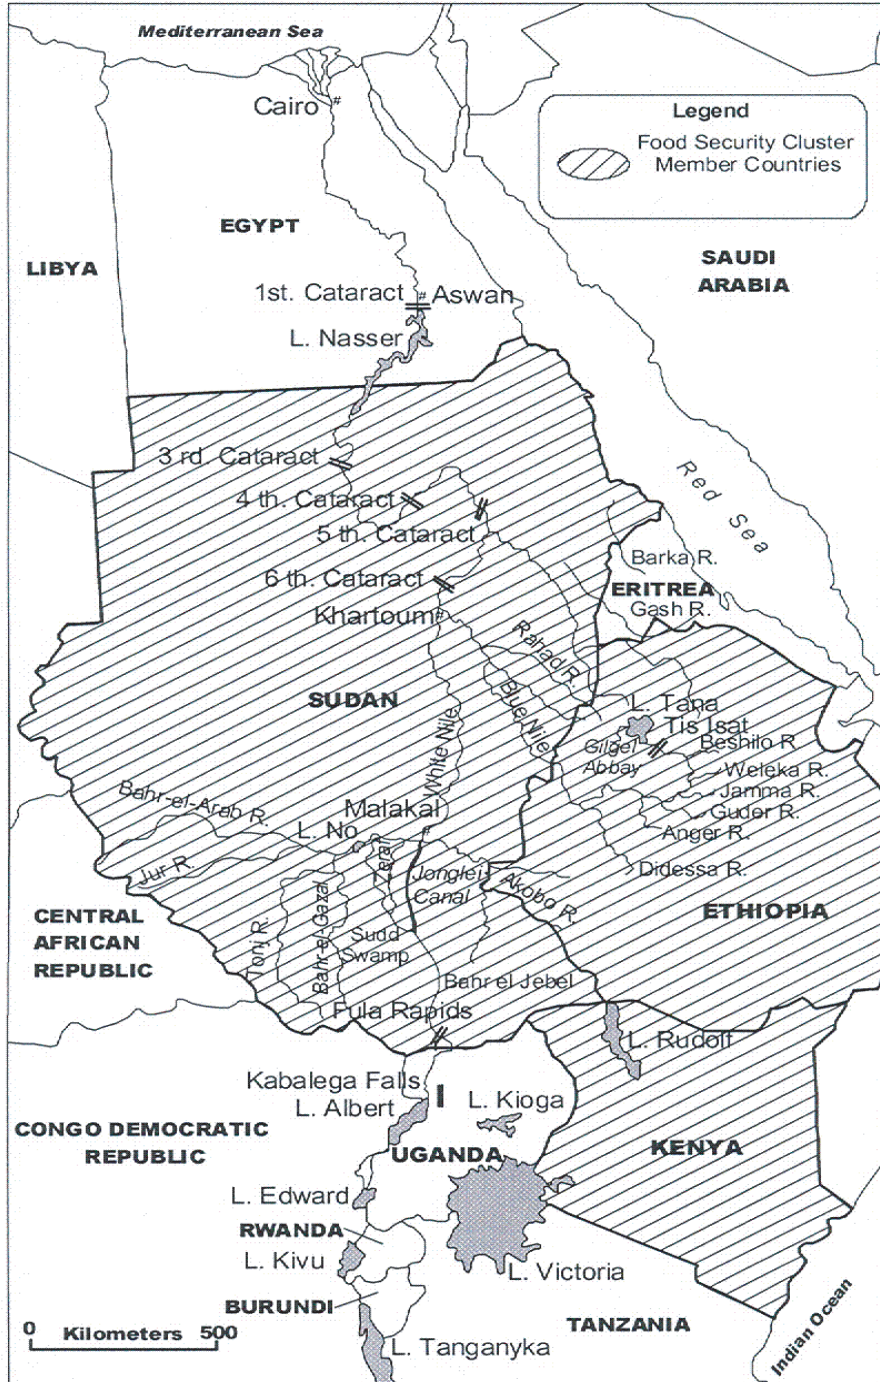 Mediterranean Sea
Cairo
Legend
Food Security Cluster
Member Countries
EGYPT
LIBYA
SAUDI
ARABIA
1st. Cataract
Aswan
L. Nasser
3 rd. Cataract
4 th. Cataract
5 th. Cataract
Red Sea
6 th. Cataract
Khartoum
Barka R.
ERITREA
Gash R.
Rahad R.
SUDAN
Blue Nile
White Nile
L. Tana
Tis Isat
Gilgel
Abbay
Beshilo R
Weleka R.
Jamma R.
Guder R.
Anger R.
Didessa R.
Bahr-el-Arab R.
Malakal
L. No
Jur R.
Zeraf
Jonglei
Canal
Akobo R.
ETHIOPIA
CENTRAL
AFRICAN
REPUBLIC
Tonj R.
Bahr-el-Gazal
Sudd
Swamp
Bahr el Jebel
Fula Rapids
L. Rudolf
Kabalega Falls
L. Albert
L. Kioga
CONGO DEMOCRATIC
REPUBLIC
UGANDA
KENYA
L. Edward
RWANDA
L. Kivu
L. Victoria
BURUNDI
TANZANIA
Indian Ocean
0 Kilometers 500
L. Tanganyka